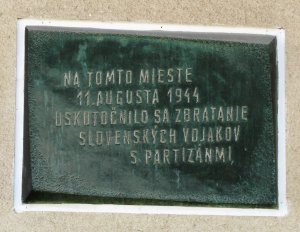 NA TOMTO MIESTE
11. AUGUSTA 1944
USKUTOČNILO SA ZBRATANIE
SLOVENSKÝCH VOJAKOV
S PARTIZÁNMI